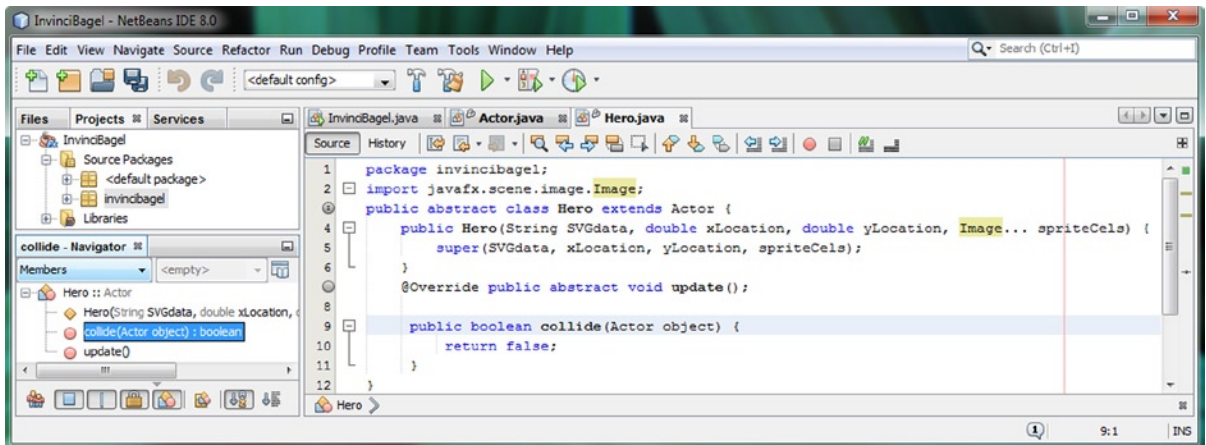 InvinciBagel - NetBeans IDE 8.0
File Edit View Navigate Source Refactor Run Debug Profile Team Tools Window Help
Search (Ctrl+I)
<default config>
Files Projects Services
InvinciBagel
Source Packages
<default package>
invincibagel
Libraries
collide - Navigator
Members <empty>
Hero :: Actor
Hero(String SVGdata, double xLocation,
collide(Actor object) : boolean
update()
InvinciBagel.java Actor.java Hero.java
Source History
1 package invincibagel;
2 import javafx.scene.image.Image;
public abstract class Hero extends Actor {
4 public Hero(String SVGdata, double xLocation, double yLocation, Image... spriteCels) {
5 super(SVGdata, xLocation, yLocation, spriteCels);
6 }
@Override public abstract void update();
8
9 public boolean collide(Actor object) {
10 return false;
11 }
12 }
Hero
1 9:1 INS